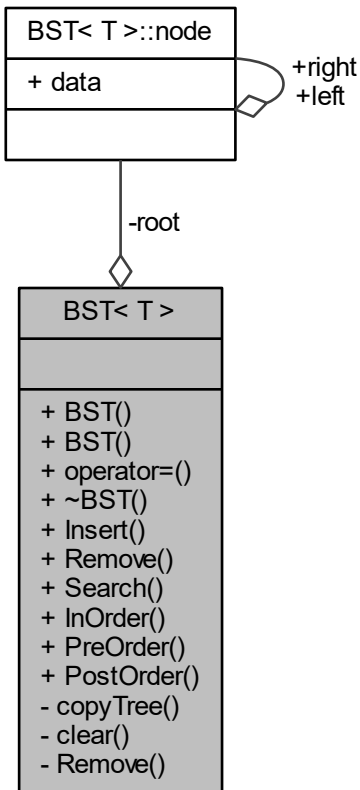 BST< T >::node
+ data
+right
+left
-root
BST< T >
+ BST()
+ BST()
+ operator=()
+ ~BST()
+ Insert()
+ Remove()
+ Search()
+ InOrder()
+ PreOrder()
+ PostOrder()
- copyTree()
- clear()
- Remove()